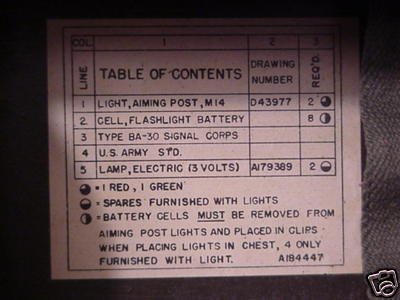 COL. 1 2 3
LINE TABLE OF CONTENTS DRAWING NUMBER REQ'D.
1 LIGHT, AIMING POST, M14 D43977 2
2. CELL, FLASHLIGHT BATTERY 8
3 TYPE BA-30 SIGNAL CORPS
4 U.S. ARMY STD.
5 LAMP, ELECTRIC (3 VOLTS) A179389 2
= 1 RED, 1 GREEN
= SPARES FURNISHED WITH LIGHTS
= BATTERY CELLS MUST BE REMOVED FROM
AIMING POST LIGHTS AND PLACED IN CLIPS
WHEN PLACING LIGHTS IN CHEST, 4 ONLY
FURNISHED WITH LIGHT. A184447
ebY